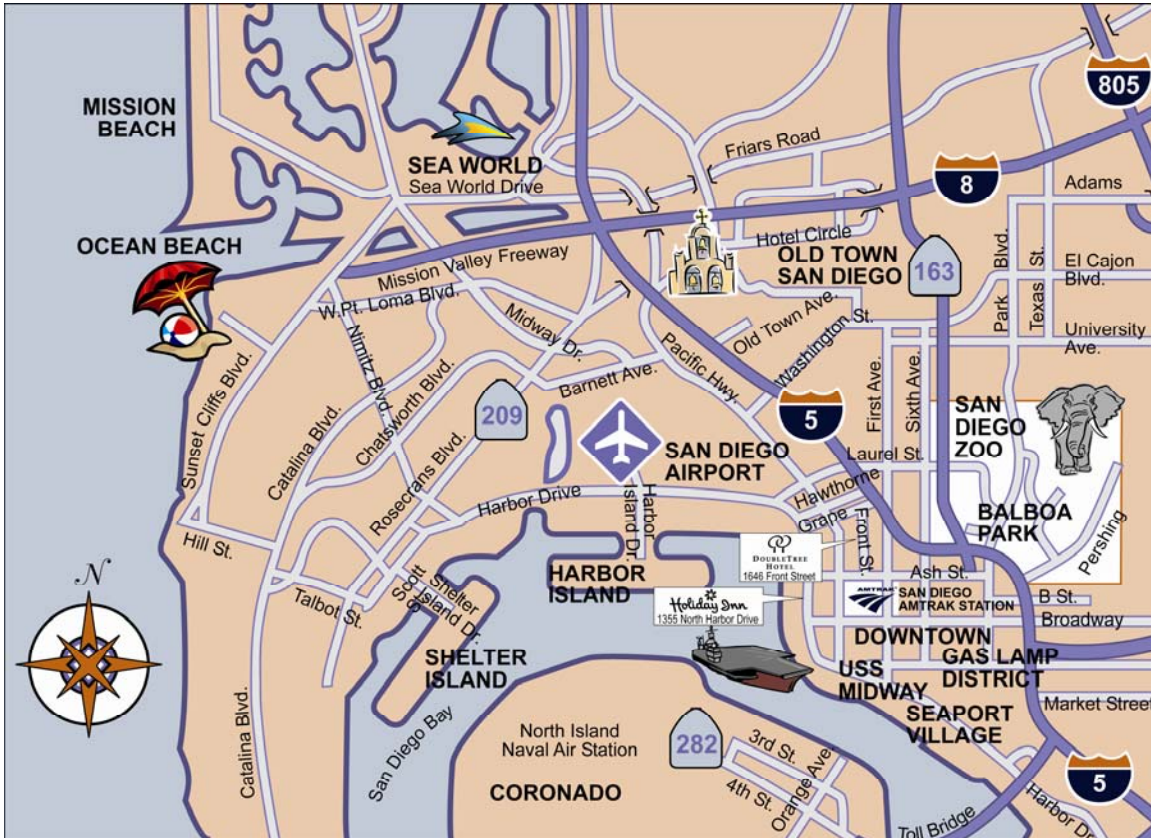 MISSION
BEACH
805
Friars Road
SEA WORLD
Sea World Drive
8
Adams
OCEAN BEACH
Mission Valley Freeway
Hotel Circle
OLD TOWN
SAN DIEGO
163
Park Blvd.
Texas St.
El Cajon
Blvd.
W.Pt. Loma Blvd.
Nimitz Blvd.
Midway Dr.
Old Town Ave.
Washington St.
University
Ave.
Pacific Hwy.
Barnett Ave.
Sunset Cliffs Blvd.
Catalina Blvd.
Chatsworth Blvd.
209
5
First Ave.
Sixth Ave.
SAN
DIEGO
ZOO
SAN DIEGO
AIRPORT
Laurel St.
Rosecrans Blvd.
Harbor Drive
Harbor
Island Dr.
Hawthorne
Grape
Front St.
BALBOA
PARK
Pershing
Hill St.
N
DOUBLETREE
HOTEL
1646 Front Street
HARBOR
ISLAND
Ash St.
Talbot St.
Scott St.
Shelter
Island Dr.
Holiday Inn
1355 North Harbor Drive
AMTRAK
SAN DIEGO
AMTRAK STATION
B St.
Broadway
DOWNTOWN
GAS LAMP
DISTRICT
SHELTER
ISLAND
USS
MIDWAY
Market Street
SEAPORT
VILLAGE
Catalina Blvd.
San Diego Bay
North Island
Naval Air Station
282
3rd St.
4th St.
Orange Ave.
CORONADO
5
Toll Bridge
Harbor Dr